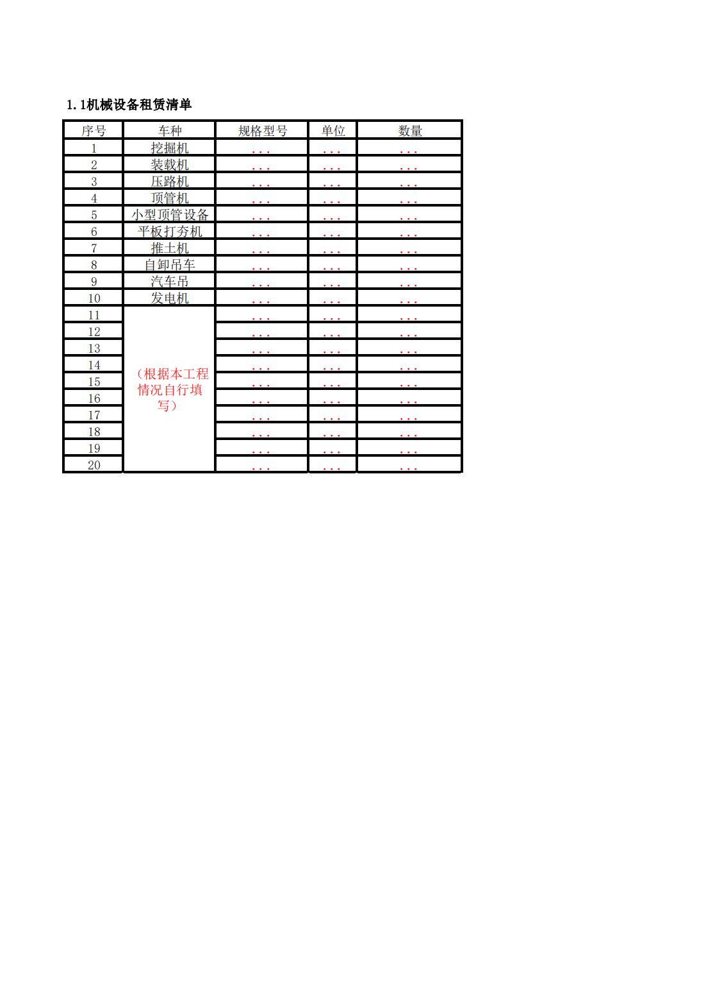 1.1机械设备租赁清单
序号 车种 规格型号 单位 数量
1 挖掘机 ... ... ...
2 装载机 ... ... ...
3 压路机 ... ... ...
4 顶管机 ... ... ...
5 小型顶管设备 ... ... ...
6 平板打夯机 ... ... ...
7 推土机 ... ... ...
8 自卸吊车 ... ... ...
9 汽车吊 ... ... ...
10 发电机 ... ... ...
11 ... ... ...
12 ... ... ...
13 ... ... ...
14 ... ... ...
（根据本工程
15 ... ... ...
情况自行填
16 ... ... ...
写）
17 ... ... ...
18 ... ... ...
19 ... ... ...
20 ... ... ...